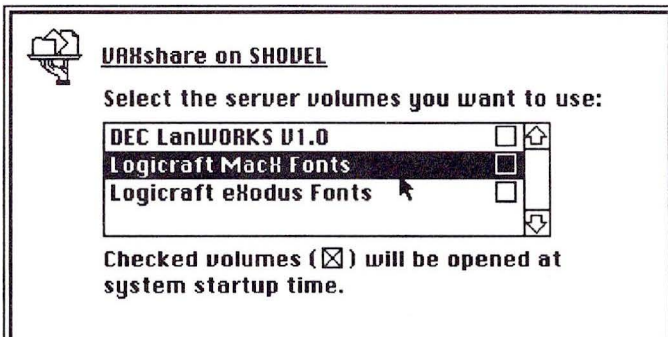 VAXshare on SHOVEL
Select the server volumes you want to use:
DEC LanWORKS V1.0
Logicraft MacX Fonts
Logicraft eXodus Fonts
Checked volumes (☒) will be opened at
system startup time.